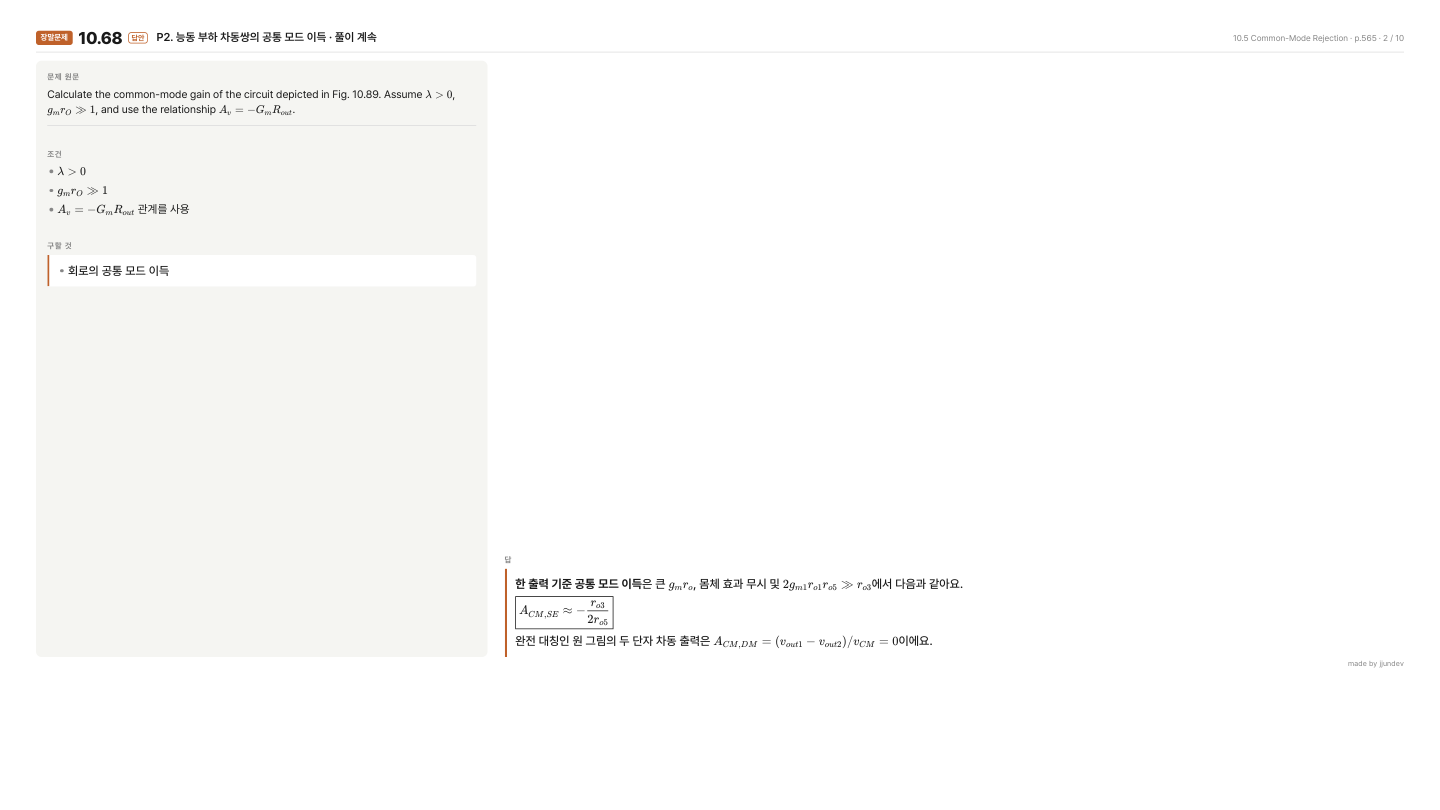 장말문제 10.68 답안 P2. 능동 부하 차동쌍의 공통 모드 이득 · 풀이 계속
10.5 Common-Mode Rejection · p.565 · 2 / 10
문제 원문
Calculate the common-mode gain of the circuit depicted in Fig. 10.89. Assume λ > 0,
g_m r_O ≫ 1, and use the relationship A_v = −G_m R_out.
조건
• λ > 0
• g_m r_O ≫ 1
• A_v = −G_m R_out 관계를 사용
구할 것
• 회로의 공통 모드 이득
답
한 출력 기준 공통 모드 이득은 큰 g_m r_o, 몸체 효과 무시 및 2g_m1 r_o1 r_o5 ≫ r_o3에서 다음과 같아요.
A_CM,SE ≈ − r_o3 / 2r_o5
완전 대칭인 원 그림의 두 단자 차동 출력은 A_CM,DM = (v_out1 − v_out2)/v_CM = 0이에요.
made by jjundev